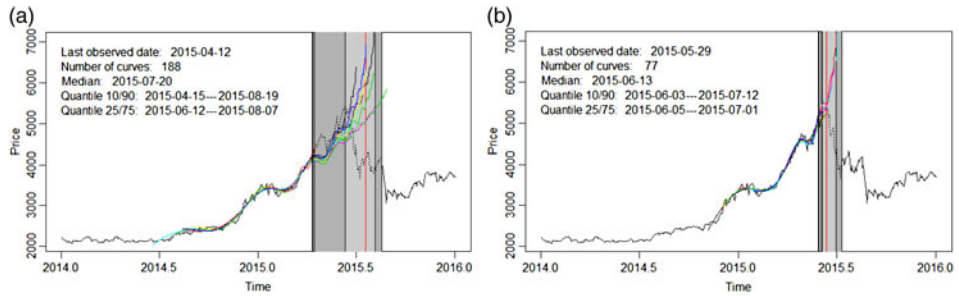 (a)
Last observed date: 2015-04-12
Number of curves: 188
Median: 2015-07-20
Quantile 10/90: 2015-04-15---2015-08-19
Quantile 25/75: 2015-06-12---2015-08-07
Price
7000
6000
5000
4000
3000
2000
2014.0
2014.5
2015.0
2015.5
2016.0
Time
(b)
Last observed date: 2015-05-29
Number of curves: 77
Median: 2015-06-13
Quantile 10/90: 2015-06-03---2015-07-12
Quantile 25/75: 2015-06-05---2015-07-01
Price
7000
6000
5000
4000
3000
2000
2014.0
2014.5
2015.0
2015.5
2016.0
Time